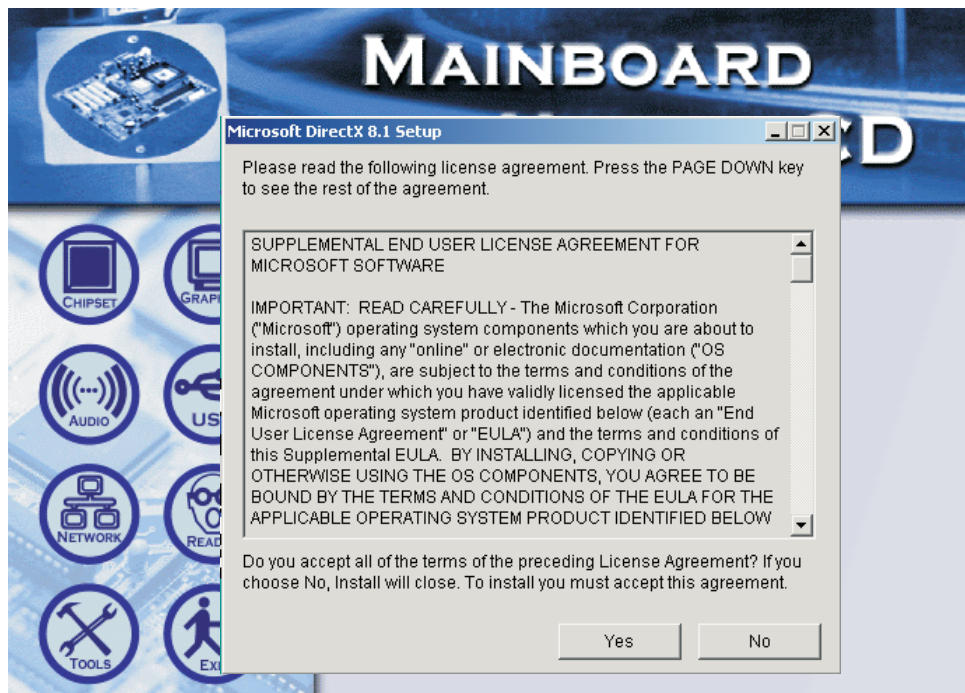 MAINBOARD
CD
Microsoft DirectX 8.1 Setup
Please read the following license agreement. Press the PAGE DOWN key
to see the rest of the agreement.
SUPPLEMENTAL END USER LICENSE AGREEMENT FOR
MICROSOFT SOFTWARE
IMPORTANT: READ CAREFULLY - The Microsoft Corporation
("Microsoft") operating system components which you are about to
install, including any "online" or electronic documentation ("OS
COMPONENTS"), are subject to the terms and conditions of the
agreement under which you have validly licensed the applicable
Microsoft operating system product identified below (each an "End
User License Agreement" or "EULA") and the terms and conditions of
this Supplemental EULA. BY INSTALLING, COPYING OR
OTHERWISE USING THE OS COMPONENTS, YOU AGREE TO BE
BOUND BY THE TERMS AND CONDITIONS OF THE EULA FOR THE
APPLICABLE OPERATING SYSTEM PRODUCT IDENTIFIED BELOW
Do you accept all of the terms of the preceding License Agreement? If you
choose No, Install will close. To install you must accept this agreement.
Yes No
CHIPSET
GRAP
AUDIO
US
NETWORK
READ
TOOLS
EXI